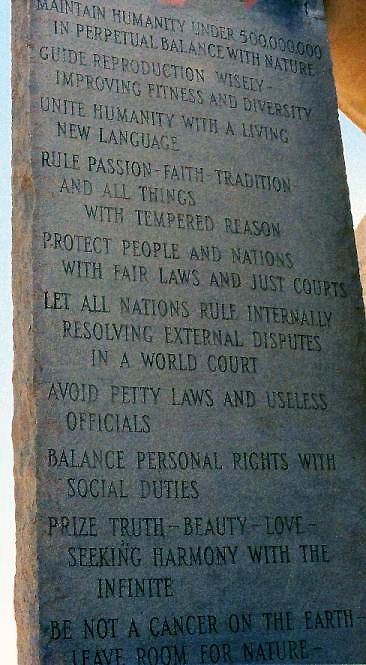 MAINTAIN HUMANITY UNDER 500,000,000
IN PERPETUAL BALANCE WITH NATURE
GUIDE REPRODUCTION WISELY-
IMPROVING FITNESS AND DIVERSITY
UNITE HUMANITY WITH A LIVING
NEW LANGUAGE
RULE PASSION-FAITH-TRADITION
AND ALL THINGS
WITH TEMPERED REASON
PROTECT PEOPLE AND NATIONS
WITH FAIR LAWS AND JUST COURTS
LET ALL NATIONS RULE INTERNALLY
RESOLVING EXTERNAL DISPUTES
IN A WORLD COURT
AVOID PETTY LAWS AND USELESS
OFFICIALS
BALANCE PERSONAL RIGHTS WITH
SOCIAL DUTIES
PRIZE TRUTH-BEAUTY-LOVE-
SEEKING HARMONY WITH THE
INFINITE
BE NOT A CANCER ON THE EARTH-
LEAVE ROOM FOR NATURE-